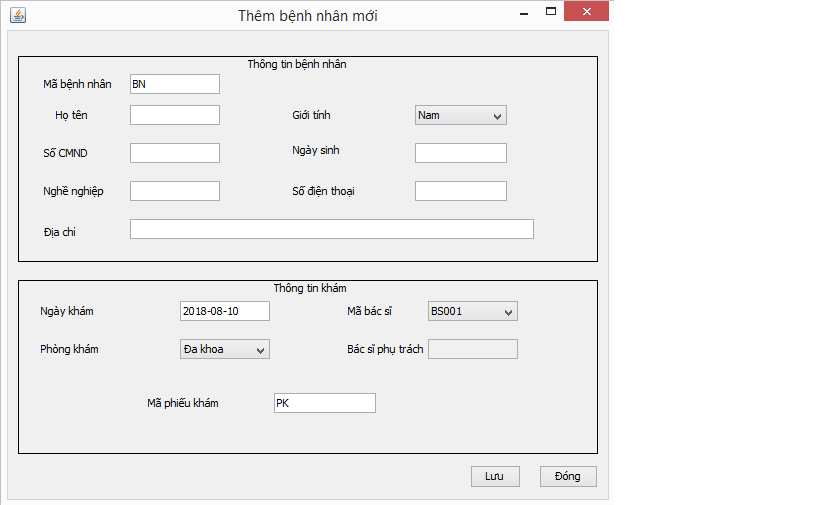 Thêm bệnh nhân mới
Thông tin bệnh nhân
Mã bệnh nhân BN
Họ tên Giới tính Nam
Số CMND Ngày sinh
Nghề nghiệp Số điện thoại
Địa chỉ
Thông tin khám
Ngày khám 2018-08-10 Mã bác sĩ BS001
Phòng khám Đa khoa Bác sĩ phụ trách
Mã phiếu khám PK
Lưu Đóng